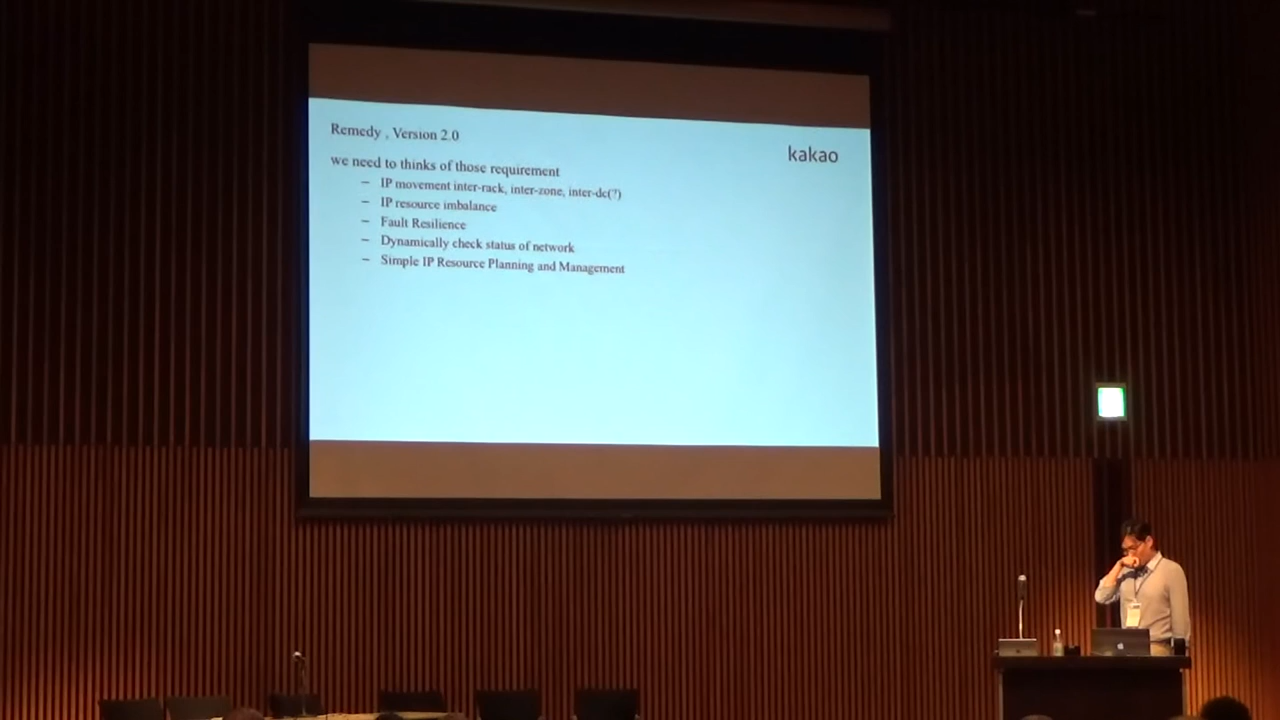 Remedy , Version 2.0
kakao
we need to thinks of those requirement
– IP movement inter-rack, inter-zone, inter-dc(?)
– IP resource imbalance
– Fault Resilience
– Dynamically check status of network
– Simple IP Resource Planning and Management